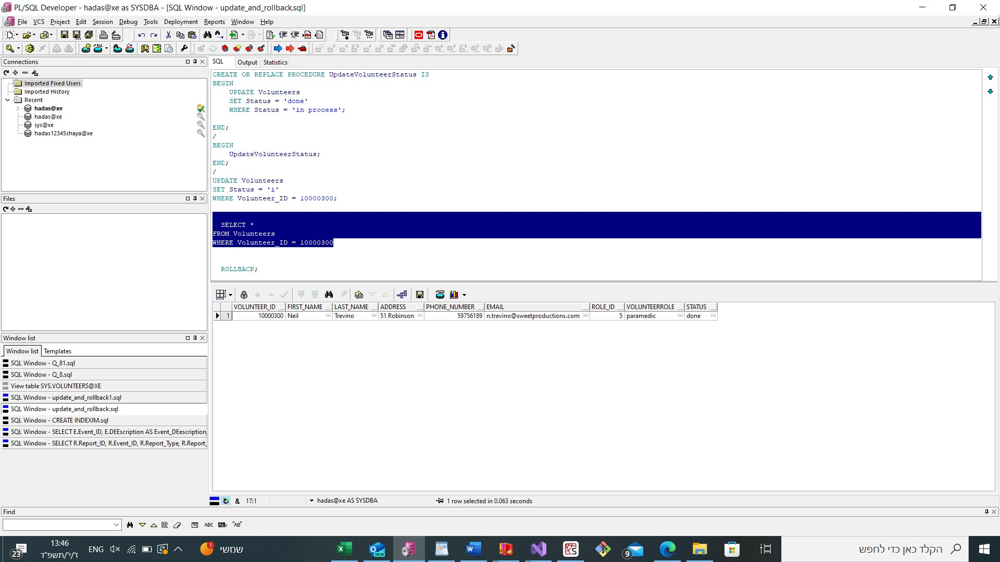 PL/SQL Developer - hadas@xe as SYSDBA - [SQL Window - update_and_rollback.sql]
File VCS Project Edit Session Debug Tools Deployment Reports Window Help
Connections
Imported Fixed Users
Imported History
Recent
hadas@xe
hadas@xe
sys@xe
hadas12345chaya@xe
Files
Window list
Window list Templates
SQL Window - Q_81.sql
SQL Window - Q_8.sql
View table SYS.VOLUNTEERS@XE
SQL Window - update_and_rollback1.sql
SQL Window - update_and_rollback.sql
SQL Window - CREATE INDEXIM.sql
SQL Window - SELECT E.Event_ID, E.DEEscription AS Event_DEescription,
SQL Window - SELECT R.Report_ID, R.Event_ID, R.Report_Type, R.Report_
SQL Output Statistics
CREATE OR REPLACE PROCEDURE UpdateVolunteerStatus IS
BEGIN
UPDATE Volunteers
SET Status = 'done'
WHERE Status = 'in process';
END;
/
BEGIN
UpdateVolunteerStatus;
END;
/
UPDATE Volunteers
SET Status = 'i'
WHERE Volunteer_ID = 10000300;
SELECT *
FROM Volunteers
WHERE Volunteer_ID = 10000300
ROLLBACK;
VOLUNTEER_ID FIRST_NAME LAST_NAME ADDRESS PHONE_NUMBER EMAIL ROLE_ID VOLUNTEERROLE STATUS
1 10000300 Neil ... Trevino ... 51 Robinson ... 59756189 n.trevino@sweetproductions.com ... 5 paramedic ... done ...
& 17:1 hadas@xe AS SYSDBA 1 row selected in 0.063 seconds
Find
ABC "AB"
23 13:46 ENG 1 שמשי NEW 9 הקלד כאן כדי לחפש
ז'/י'/תשפ"ד